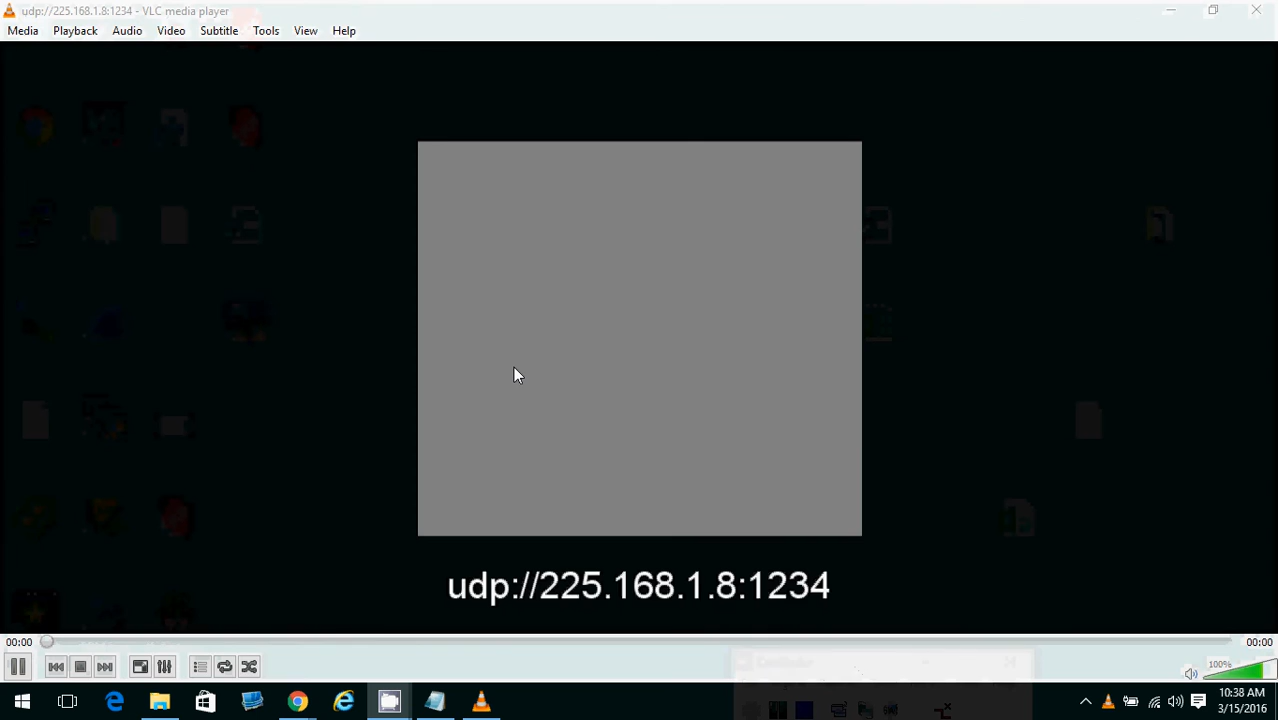 udp://225.168.1.8:1234 - VLC media player
Media Playback Audio Video Subtitle Tools View Help
udp://225.168.1.8:1234
00:00 00:00
100%
10:38 AM
3/15/2016